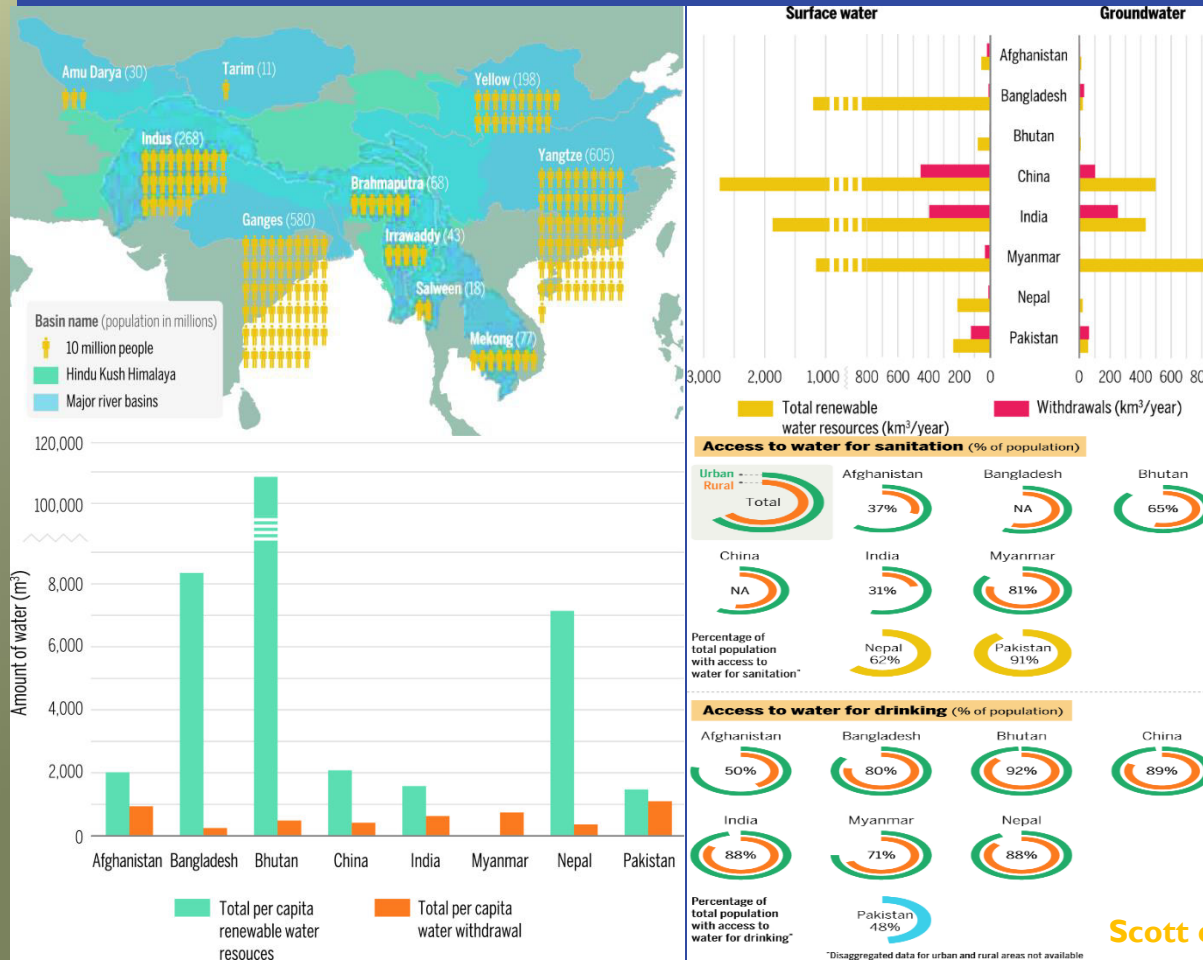 Amu Darya (30)
Tarim (11)
Yellow (198)
Indus (268)
Yangtze (605)
Brahmaputra (68)
Ganges (580)
Irrawaddy (43)
Salween (18)
Mekong (77)
Basin name (population in millions)
10 million people
Hindu Kush Himalaya
Major river basins
Surface water
Groundwater
Afghanistan
Bangladesh
Bhutan
China
India
Myanmar
Nepal
Pakistan
3,000 2,000 1,000 800 600 400 200 0
0 200 400 600
Total renewable
water resources (km³/year)
Withdrawals (km³/year)
Amount of water (m³)
120,000
100,000
8,000
6,000
4,000
2,000
0
Afghanistan Bangladesh Bhutan China India Myanmar Nepal Pakistan
Total per capita
renewable water
resouces
Total per capita
water withdrawal
Access to water for sanitation (% of population)
Urban
Rural
Total
Afghanistan
37%
Bangladesh
NA
Bhutan
65%
China
NA
India
31%
Myanmar
81%
Percentage of
total population
with access to
water for sanitation*
Nepal
62%
Pakistan
91%
Access to water for drinking (% of population)
Afghanistan
50%
Bangladesh
80%
Bhutan
92%
China
89%
India
88%
Myanmar
71%
Nepal
88%
Percentage of
total population
with access to
water for drinking*
Pakistan
48%
*Disaggregated data for urban and rural areas not available
Scott